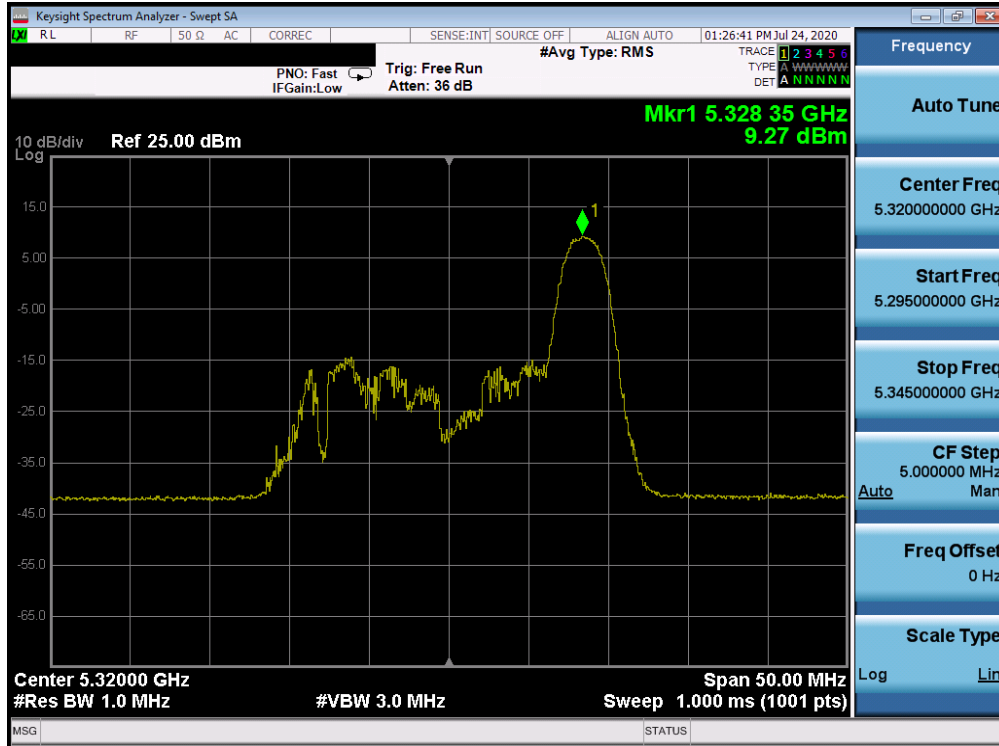 Keysight Spectrum Analyzer - Swept SA
LXI RL RF 50 Ω AC CORREC SENSE:INT SOURCE OFF ALIGN AUTO 01:26:41 PM Jul 24, 2020
#Avg Type: RMS
TRACE 1 2 3 4 5 6
TYPE A WWWWW
DET A N N N N N
PNO: Fast
IFGain:Low
Trig: Free Run
Atten: 36 dB
Mkr1 5.328 35 GHz
9.27 dBm
10 dB/div
Log
Ref 25.00 dBm
1
15.0
5.00
-5.00
-15.0
-25.0
-35.0
-45.0
-55.0
-65.0
Center 5.32000 GHz
Span 50.00 MHz
#Res BW 1.0 MHz
#VBW 3.0 MHz
Sweep 1.000 ms (1001 pts)
MSG
STATUS
Frequency
Auto Tune
Center Freq
5.320000000 GHz
Start Freq
5.295000000 GHz
Stop Freq
5.345000000 GHz
CF Step
5.000000 MHz
Auto Man
Freq Offset
0 Hz
Scale Type
Log Lin